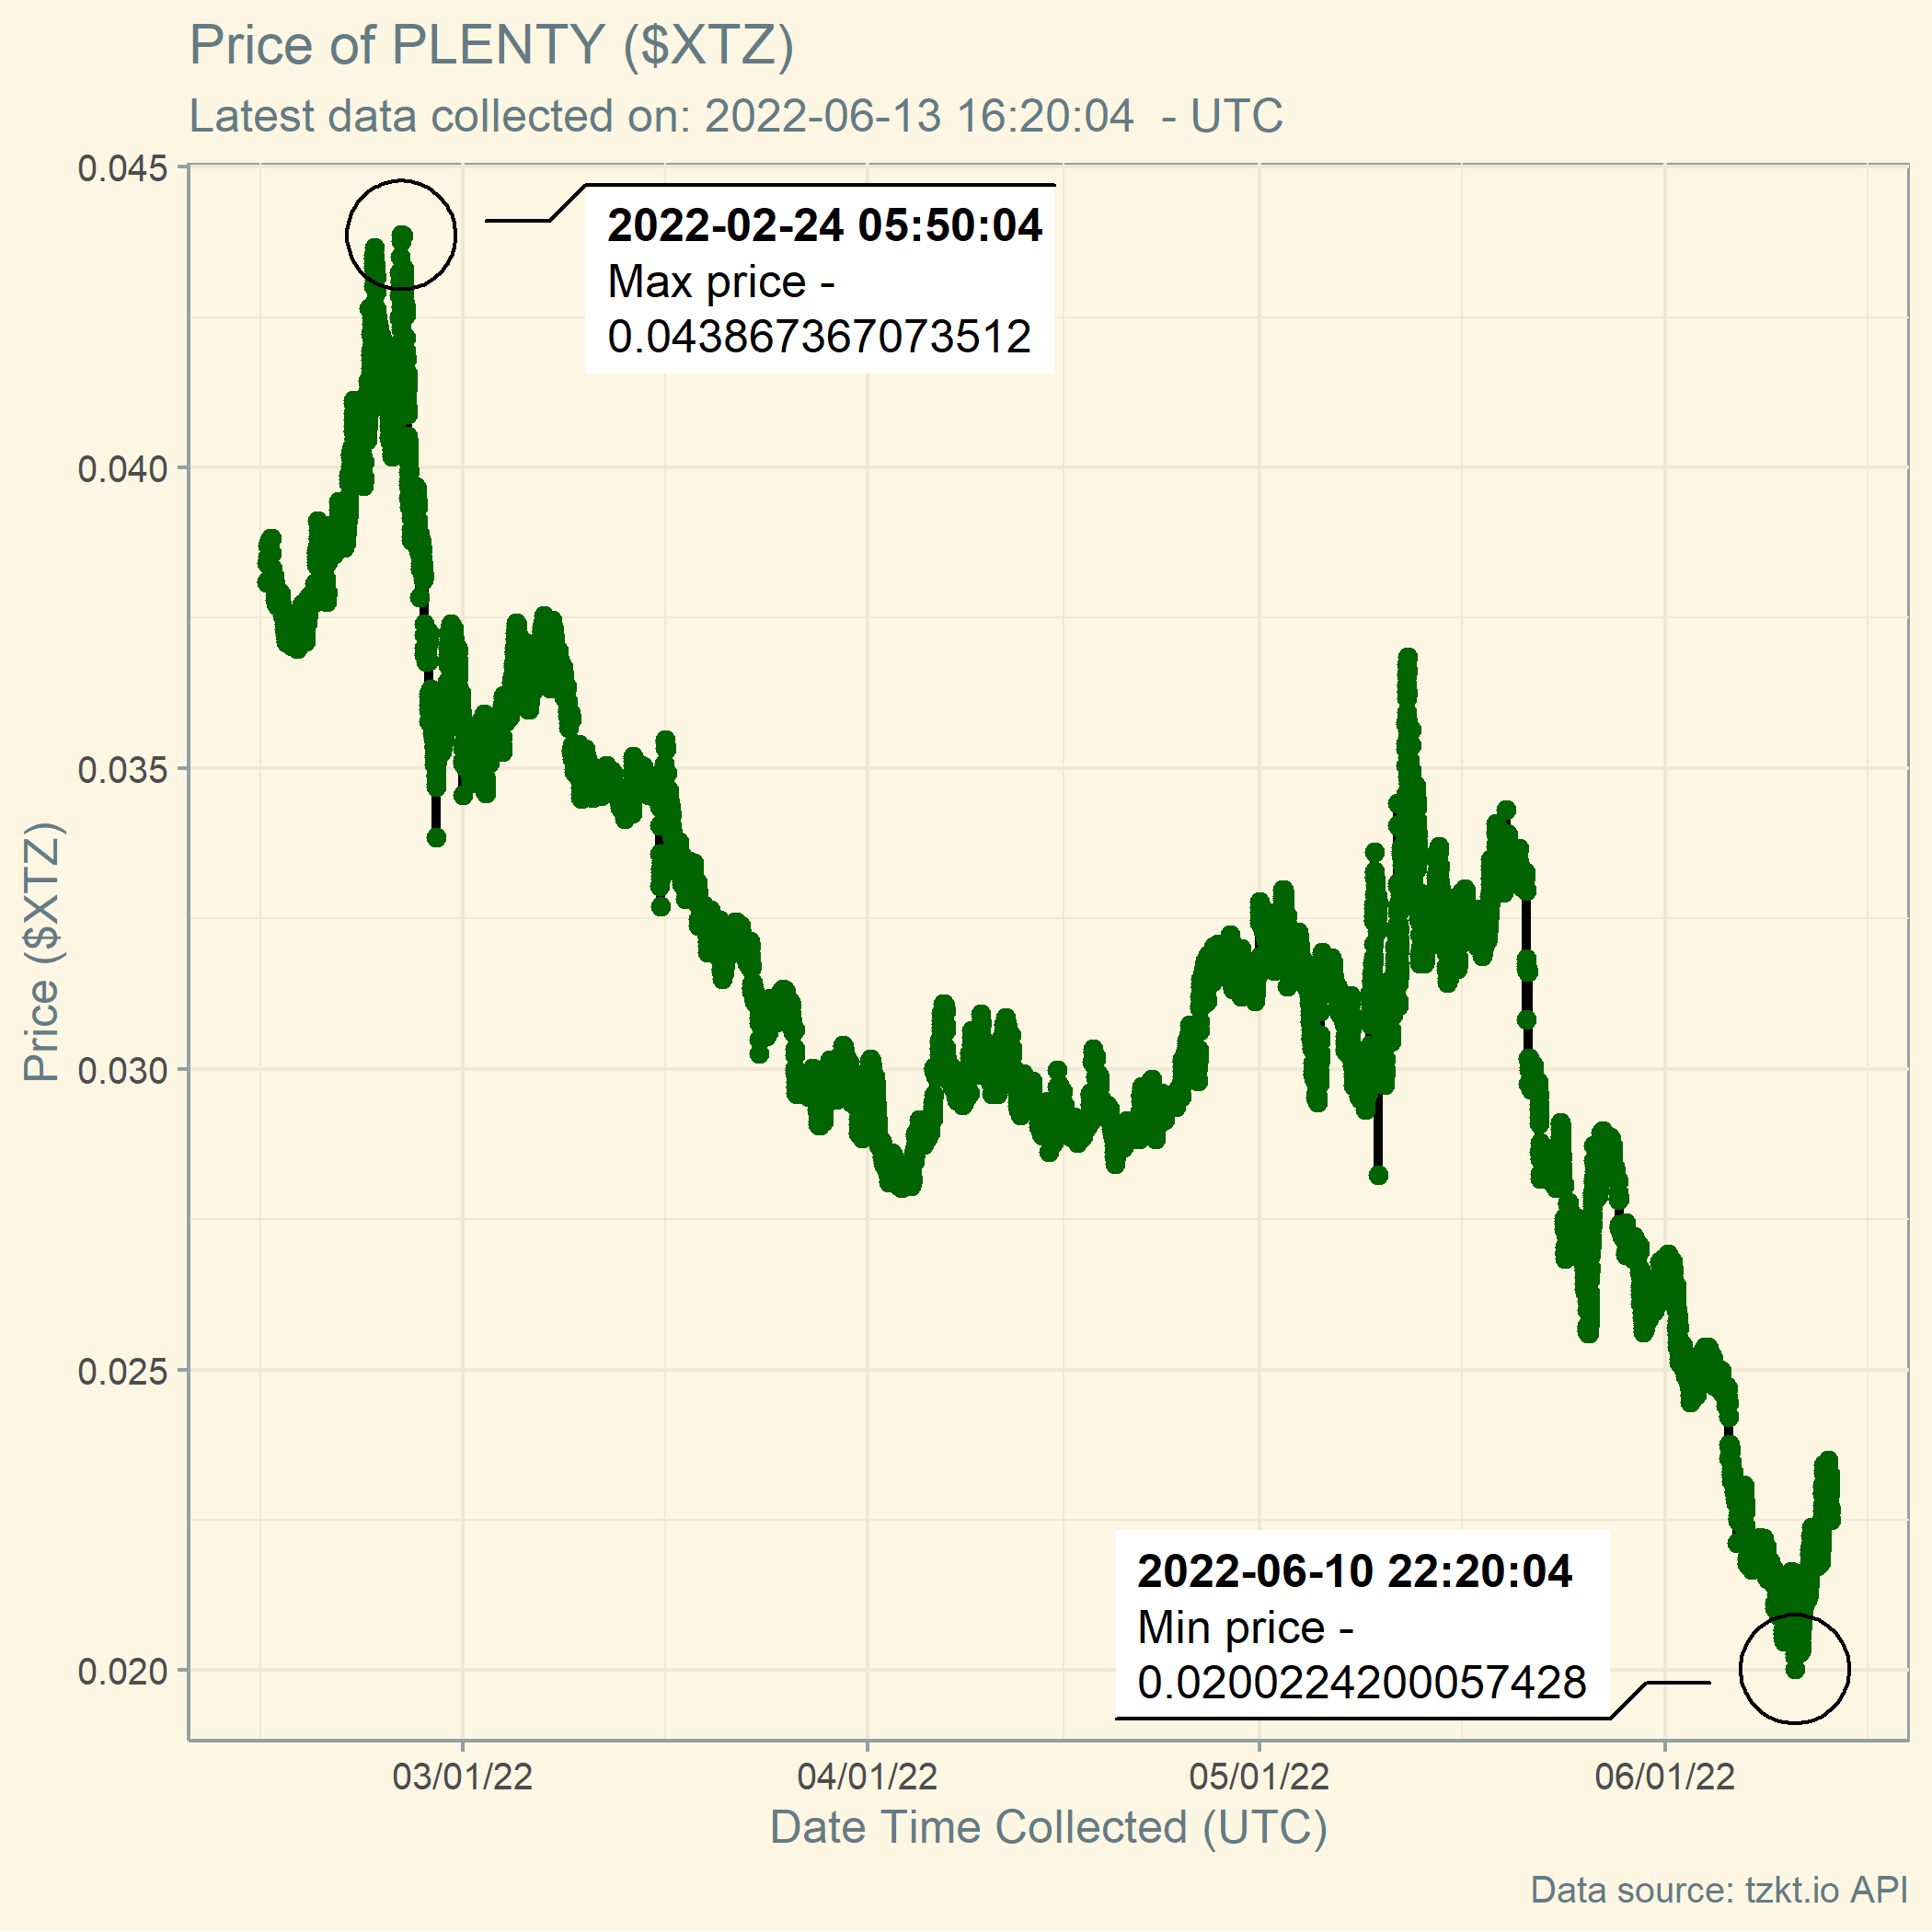 Price of PLENTY ($XTZ)
Latest data collected on: 2022-06-13 16:20:04  - UTC
0.045
2022-02-24 05:50:04
Max price -
0.043867367073512
0.040
0.035
Price ($XTZ)
0.030
0.025
2022-06-10 22:20:04
Min price -
0.0200224200057428
0.020
03/01/22
04/01/22
05/01/22
06/01/22
Date Time Collected (UTC)
Data source: tzkt.io API